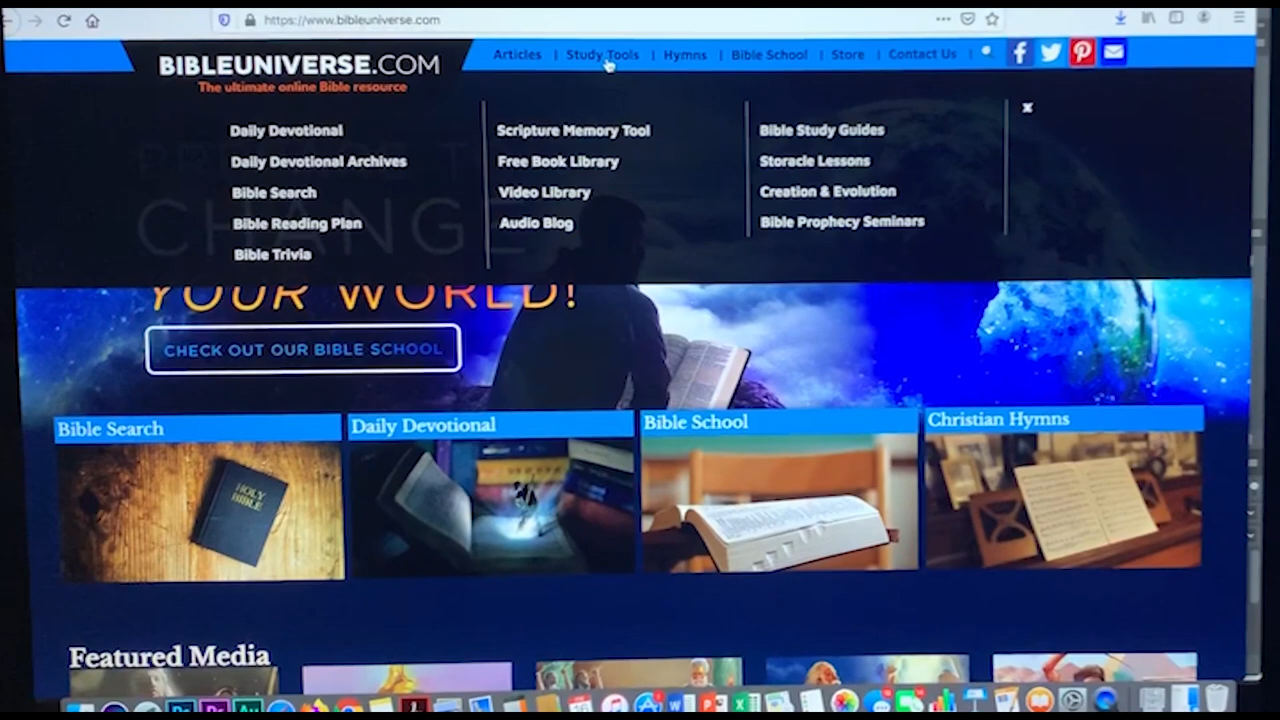 https://www.bibleuniverse.com
BIBLEUNIVERSE.COM
The ultimate online Bible resource
Articles | Study Tools | Hymns | Bible School | Store | Contact Us |
Daily Devotional
Daily Devotional Archives
Bible Search
Bible Reading Plan
Bible Trivia
Scripture Memory Tool
Free Book Library
Video Library
Audio Blog
Bible Study Guides
Storacle Lessons
Creation & Evolution
Bible Prophecy Seminars
CHANGE
YOUR WORLD!
CHECK OUT OUR BIBLE SCHOOL
Bible Search
Daily Devotional
Bible School
Christian Hymns
HOLY
BIBLE
Featured Media